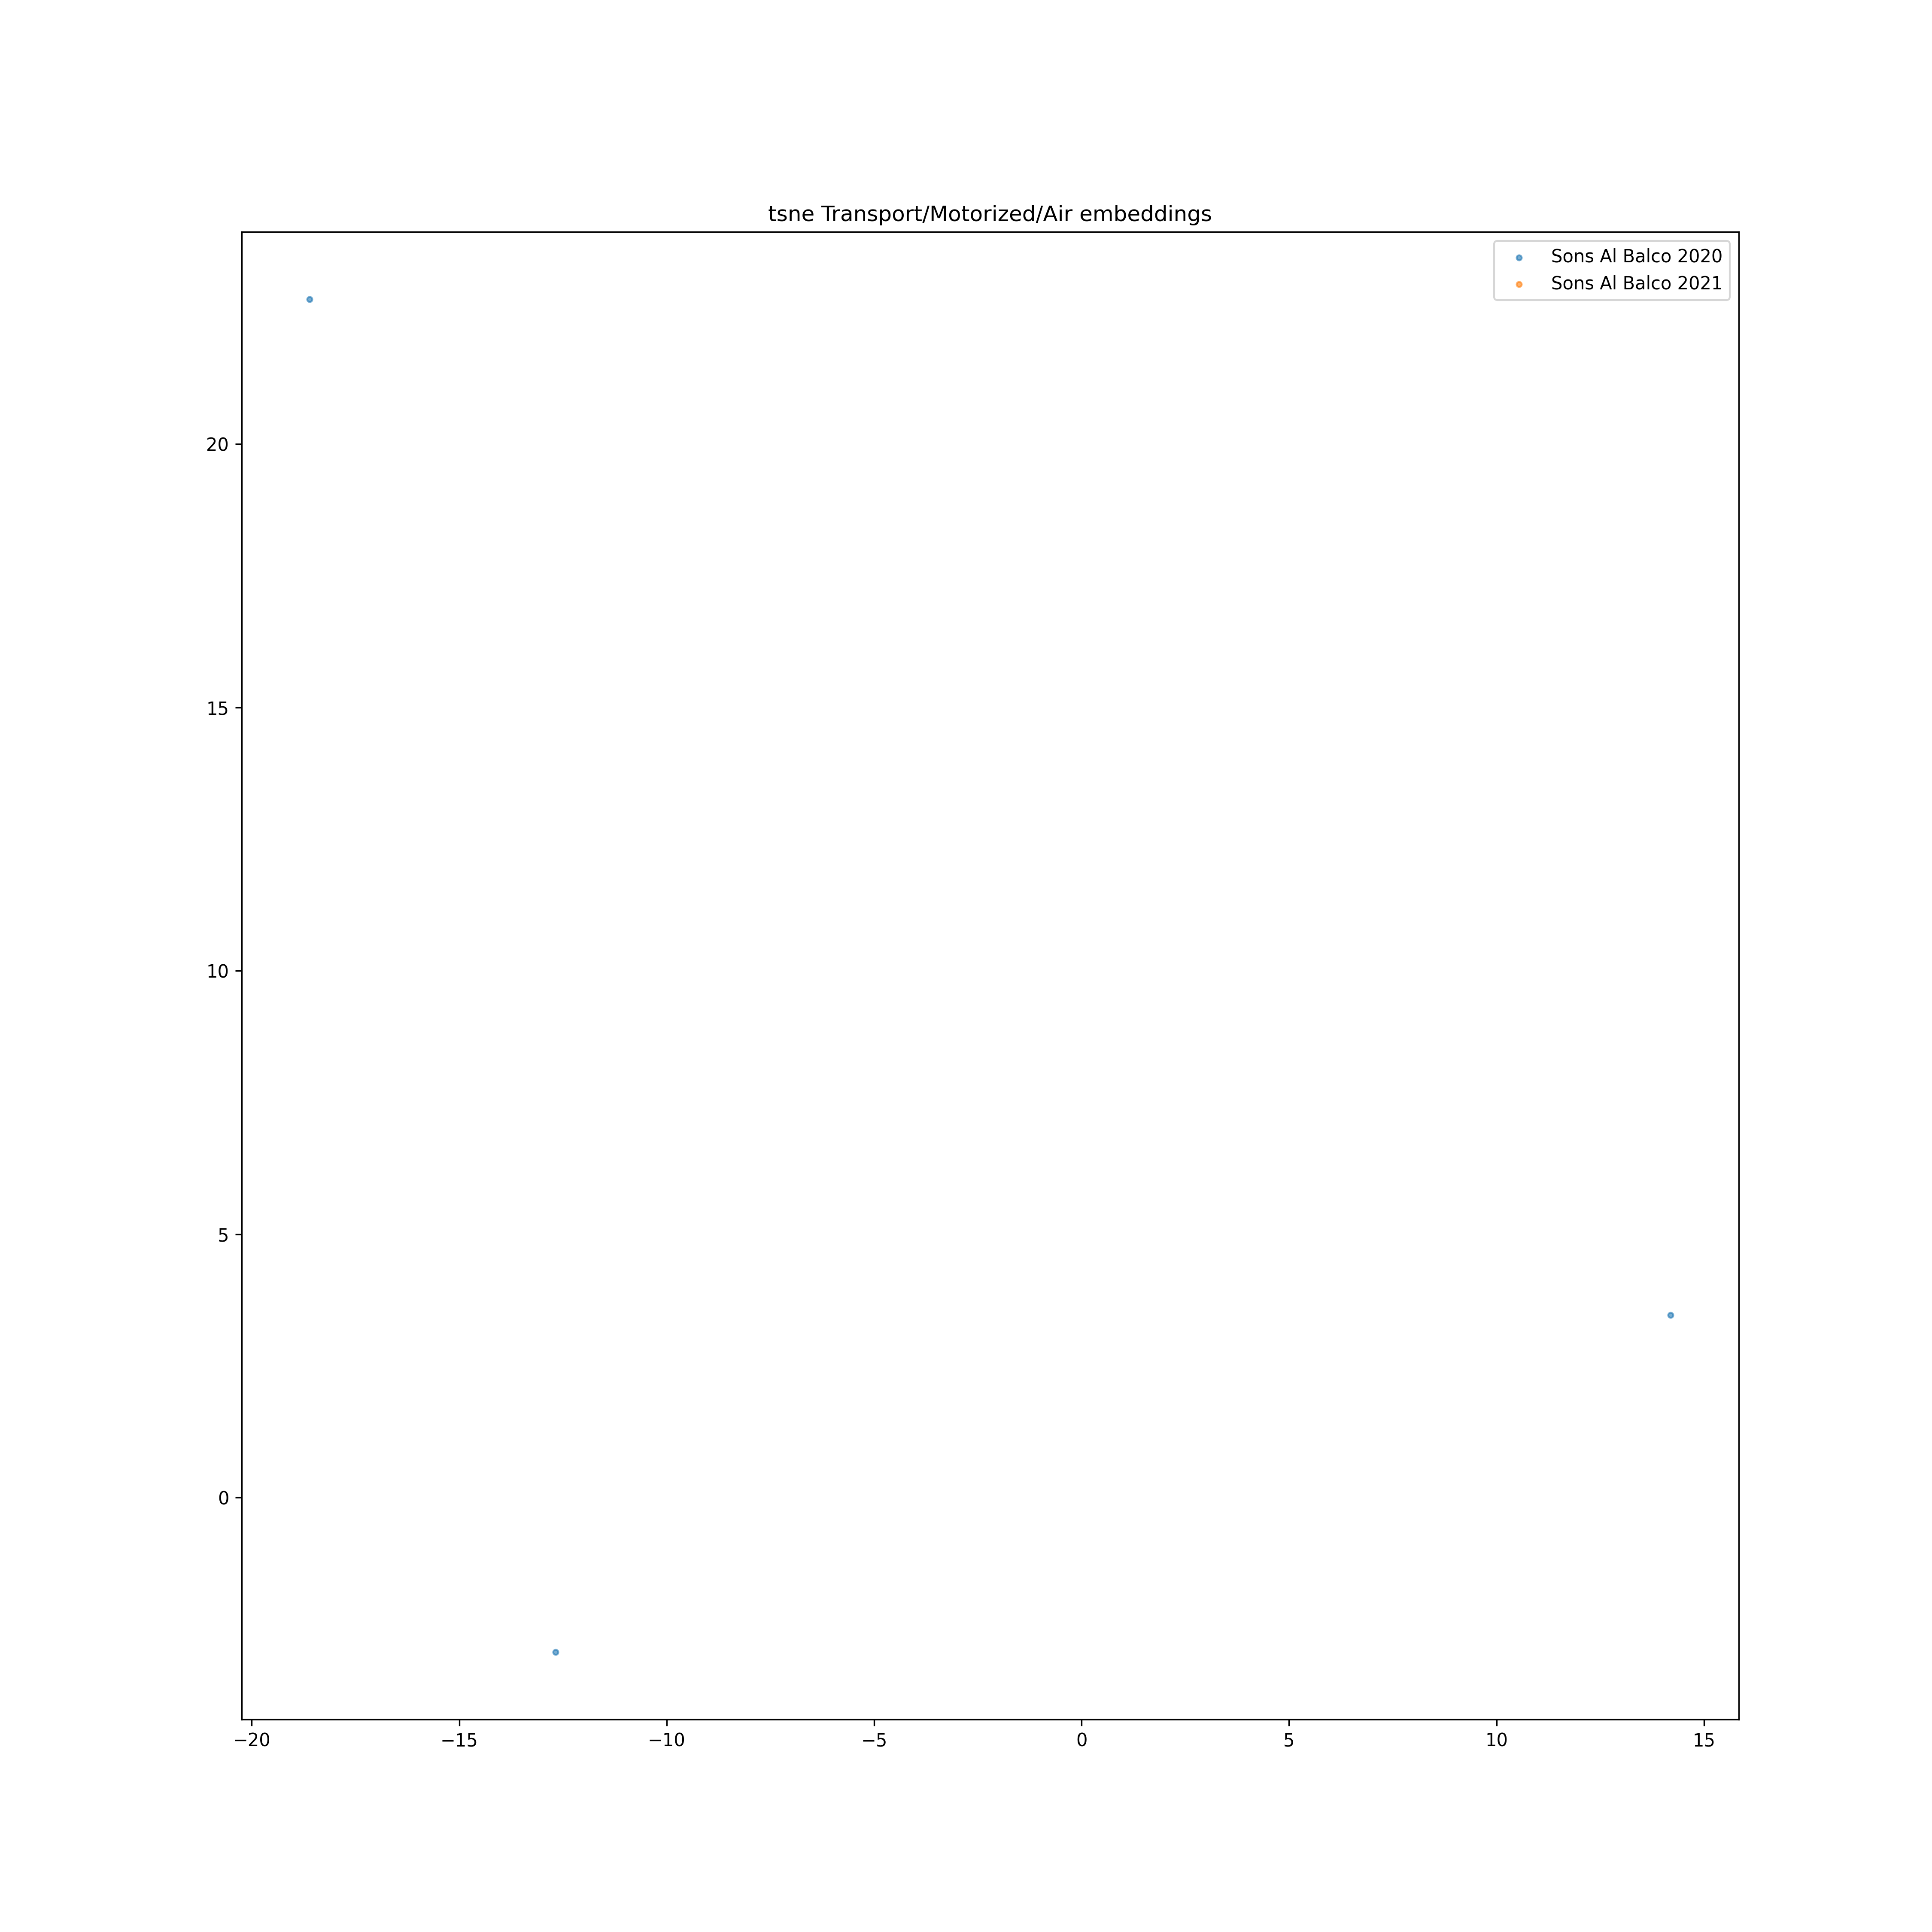 tsne Transport/Motorized/Air embeddings
Sons Al Balco 2020
Sons Al Balco 2021
20
15
10
5
0
−20 −15 −10 −5 0 5 10 15